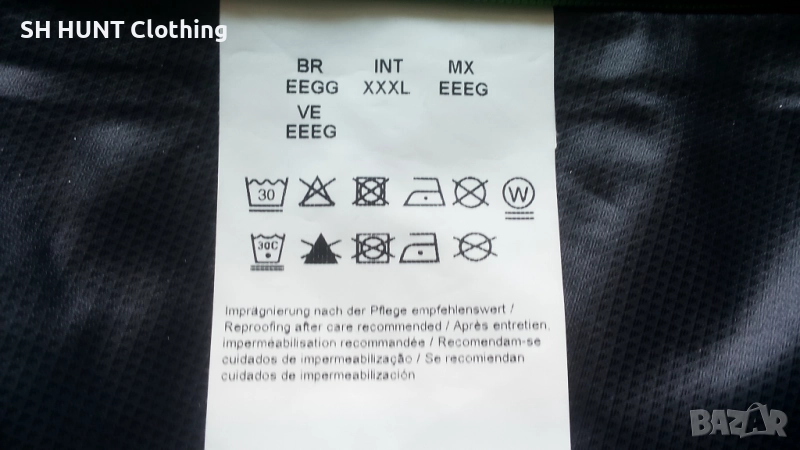 SH HUNT Clothing
BR INT MX
EEGG XXXL EEEG
VE
EEEG
30 W
30C
Imprägnierung nach der Pflege empfehlenswert /
Reproofing after care recommended / Après entretien,
imperméabilisation recommandée / Recomendam-se
cuidados de impermeabilização / Se recomiendan
cuidados de impermeabilización
BAZAR